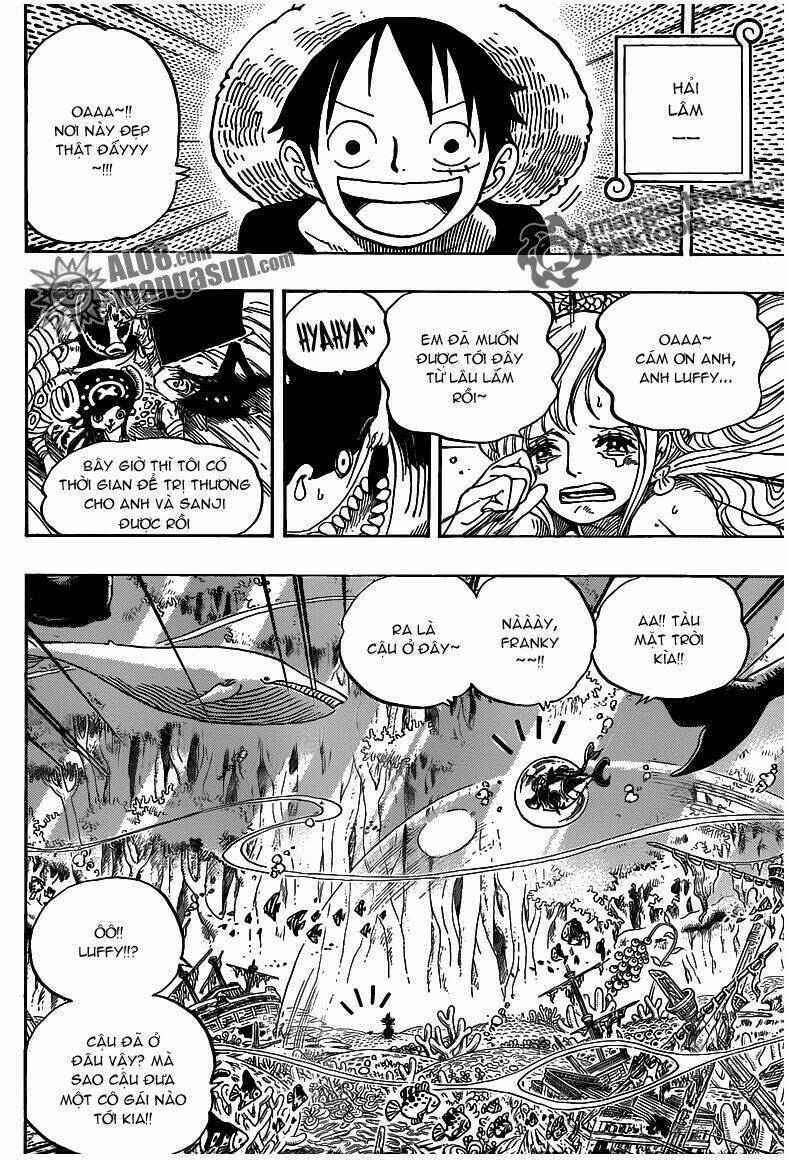 HẢI
LÂM
--
OAAA~!!
NƠI NÀY ĐẸP
THẬT ĐẤYYY
~!!!
mangastream.com
ALO8.com
mangasun.com
OAAA~
CẢM ƠN ANH,
ANH LUFFY...
EM ĐÃ MUỐN
ĐƯỢC TỚI ĐÂY
TỪ LÂU LẮM
RỒI~
HYAHYA~
BÂY GIỜ THÌ TÔI CÓ
THỜI GIAN ĐỂ TRỊ THƯƠNG
CHO ANH VÀ SANJI
ĐƯỢC RỒI
AA!! TÀU
MẶT TRỜI
KÌA!!
NÀÀÀY,
FRANKY
~~!!
RA LÀ
CẬU Ở ĐÂY~
ÔÔ!!
LUFFY!!?
CẬU ĐÃ Ở
ĐÂU VẬY? MÀ
SAO CẬU ĐƯA
MỘT CÔ GÁI NÀO
TỚI KIA!!